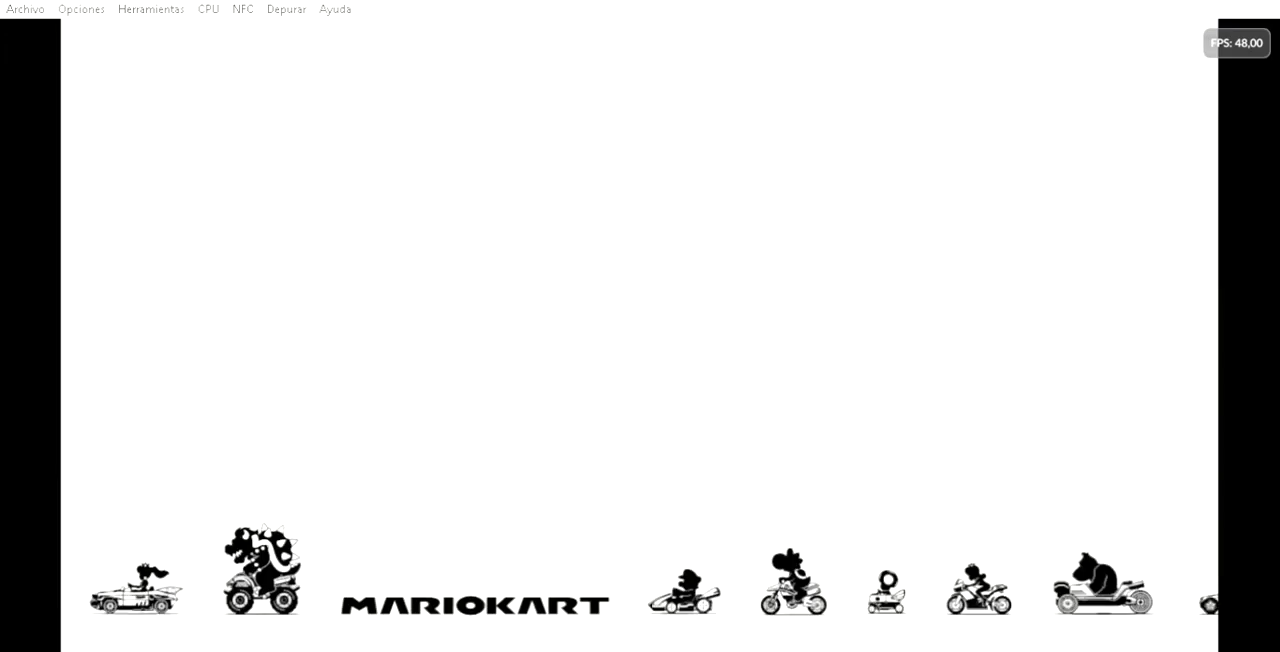 Archivo Opciones Herramientas CPU NFC Depurar Ayuda
FPS: 48,00
MARIOKART